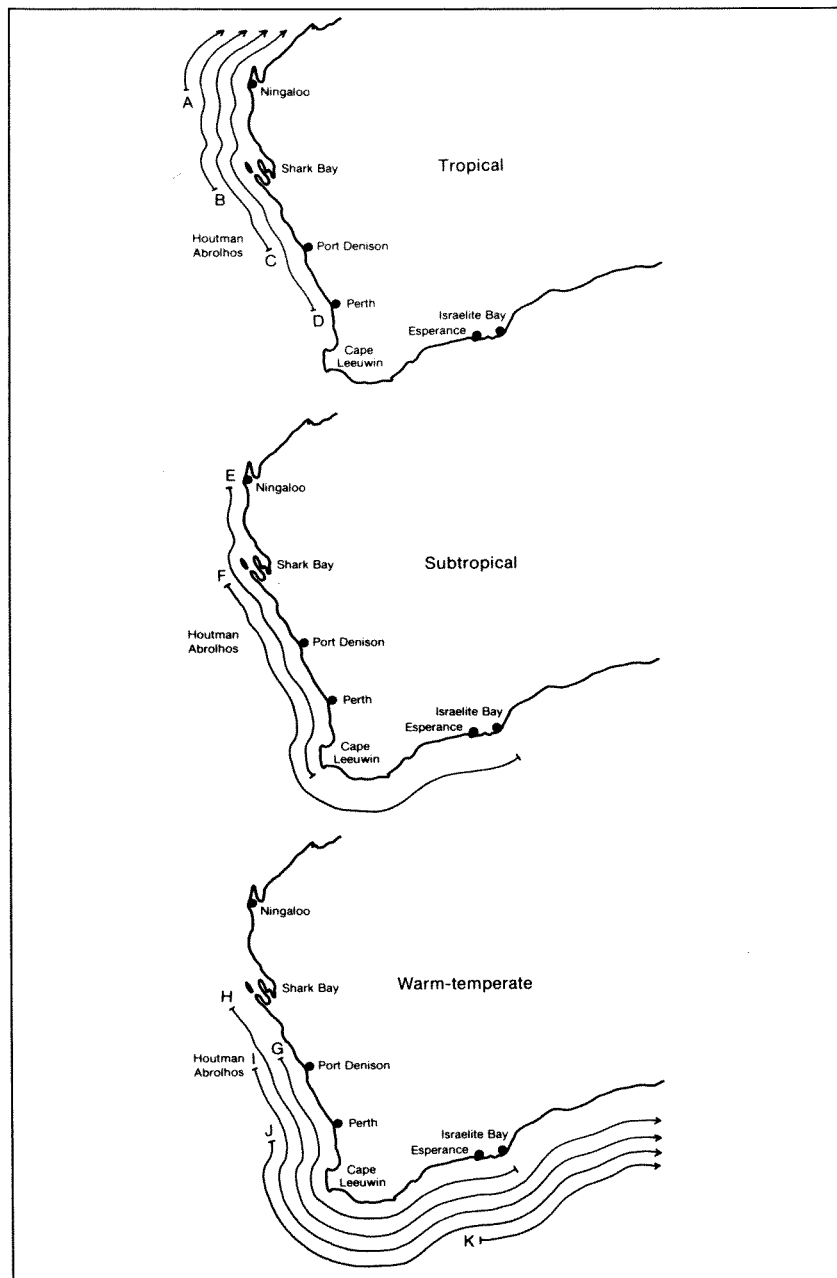 A
Ningaloo
Shark Bay
Tropical
B
Houtman
Abrolhos
C
Port Denison
D
Perth
Israelite Bay
Esperance
Cape
Leeuwin
E
Ningaloo
Shark Bay
Subtropical
F
Houtman
Abrolhos
Port Denison
Perth
Israelite Bay
Esperance
Cape
Leeuwin
Ningaloo
Shark Bay
Warm-temperate
H
G
Houtman
Abrolhos
I
Port Denison
J
Perth
Israelite Bay
Esperance
Cape
Leeuwin
K